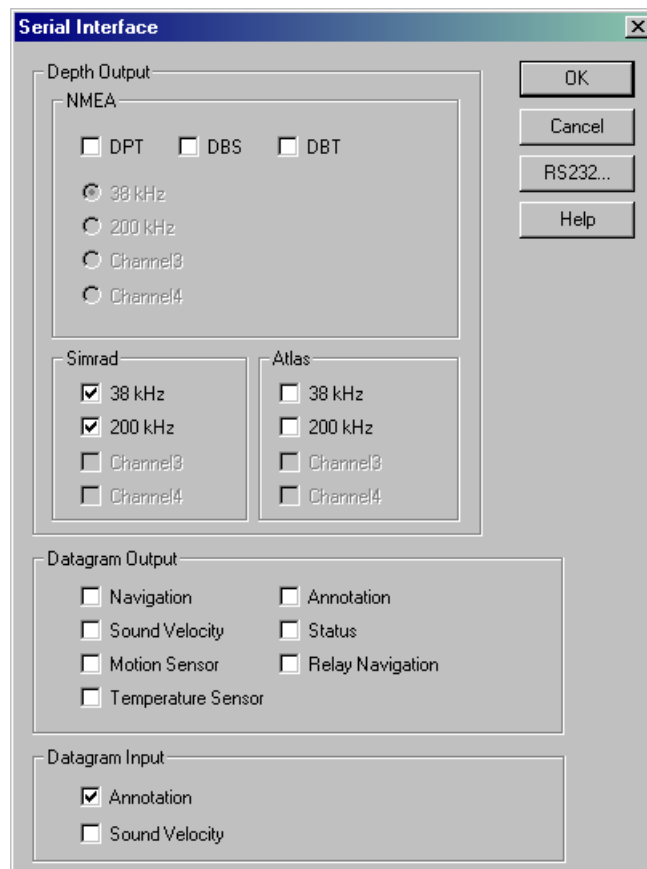 Serial Interface
Depth Output
NMEA
DPT DBS DBT
38 kHz
200 kHz
Channel3
Channel4
Simrad
38 kHz
200 kHz
Channel3
Channel4
Atlas
38 kHz
200 kHz
Channel3
Channel4
OK
Cancel
RS232...
Help
Datagram Output
Navigation
Sound Velocity
Motion Sensor
Temperature Sensor
Annotation
Status
Relay Navigation
Datagram Input
Annotation
Sound Velocity